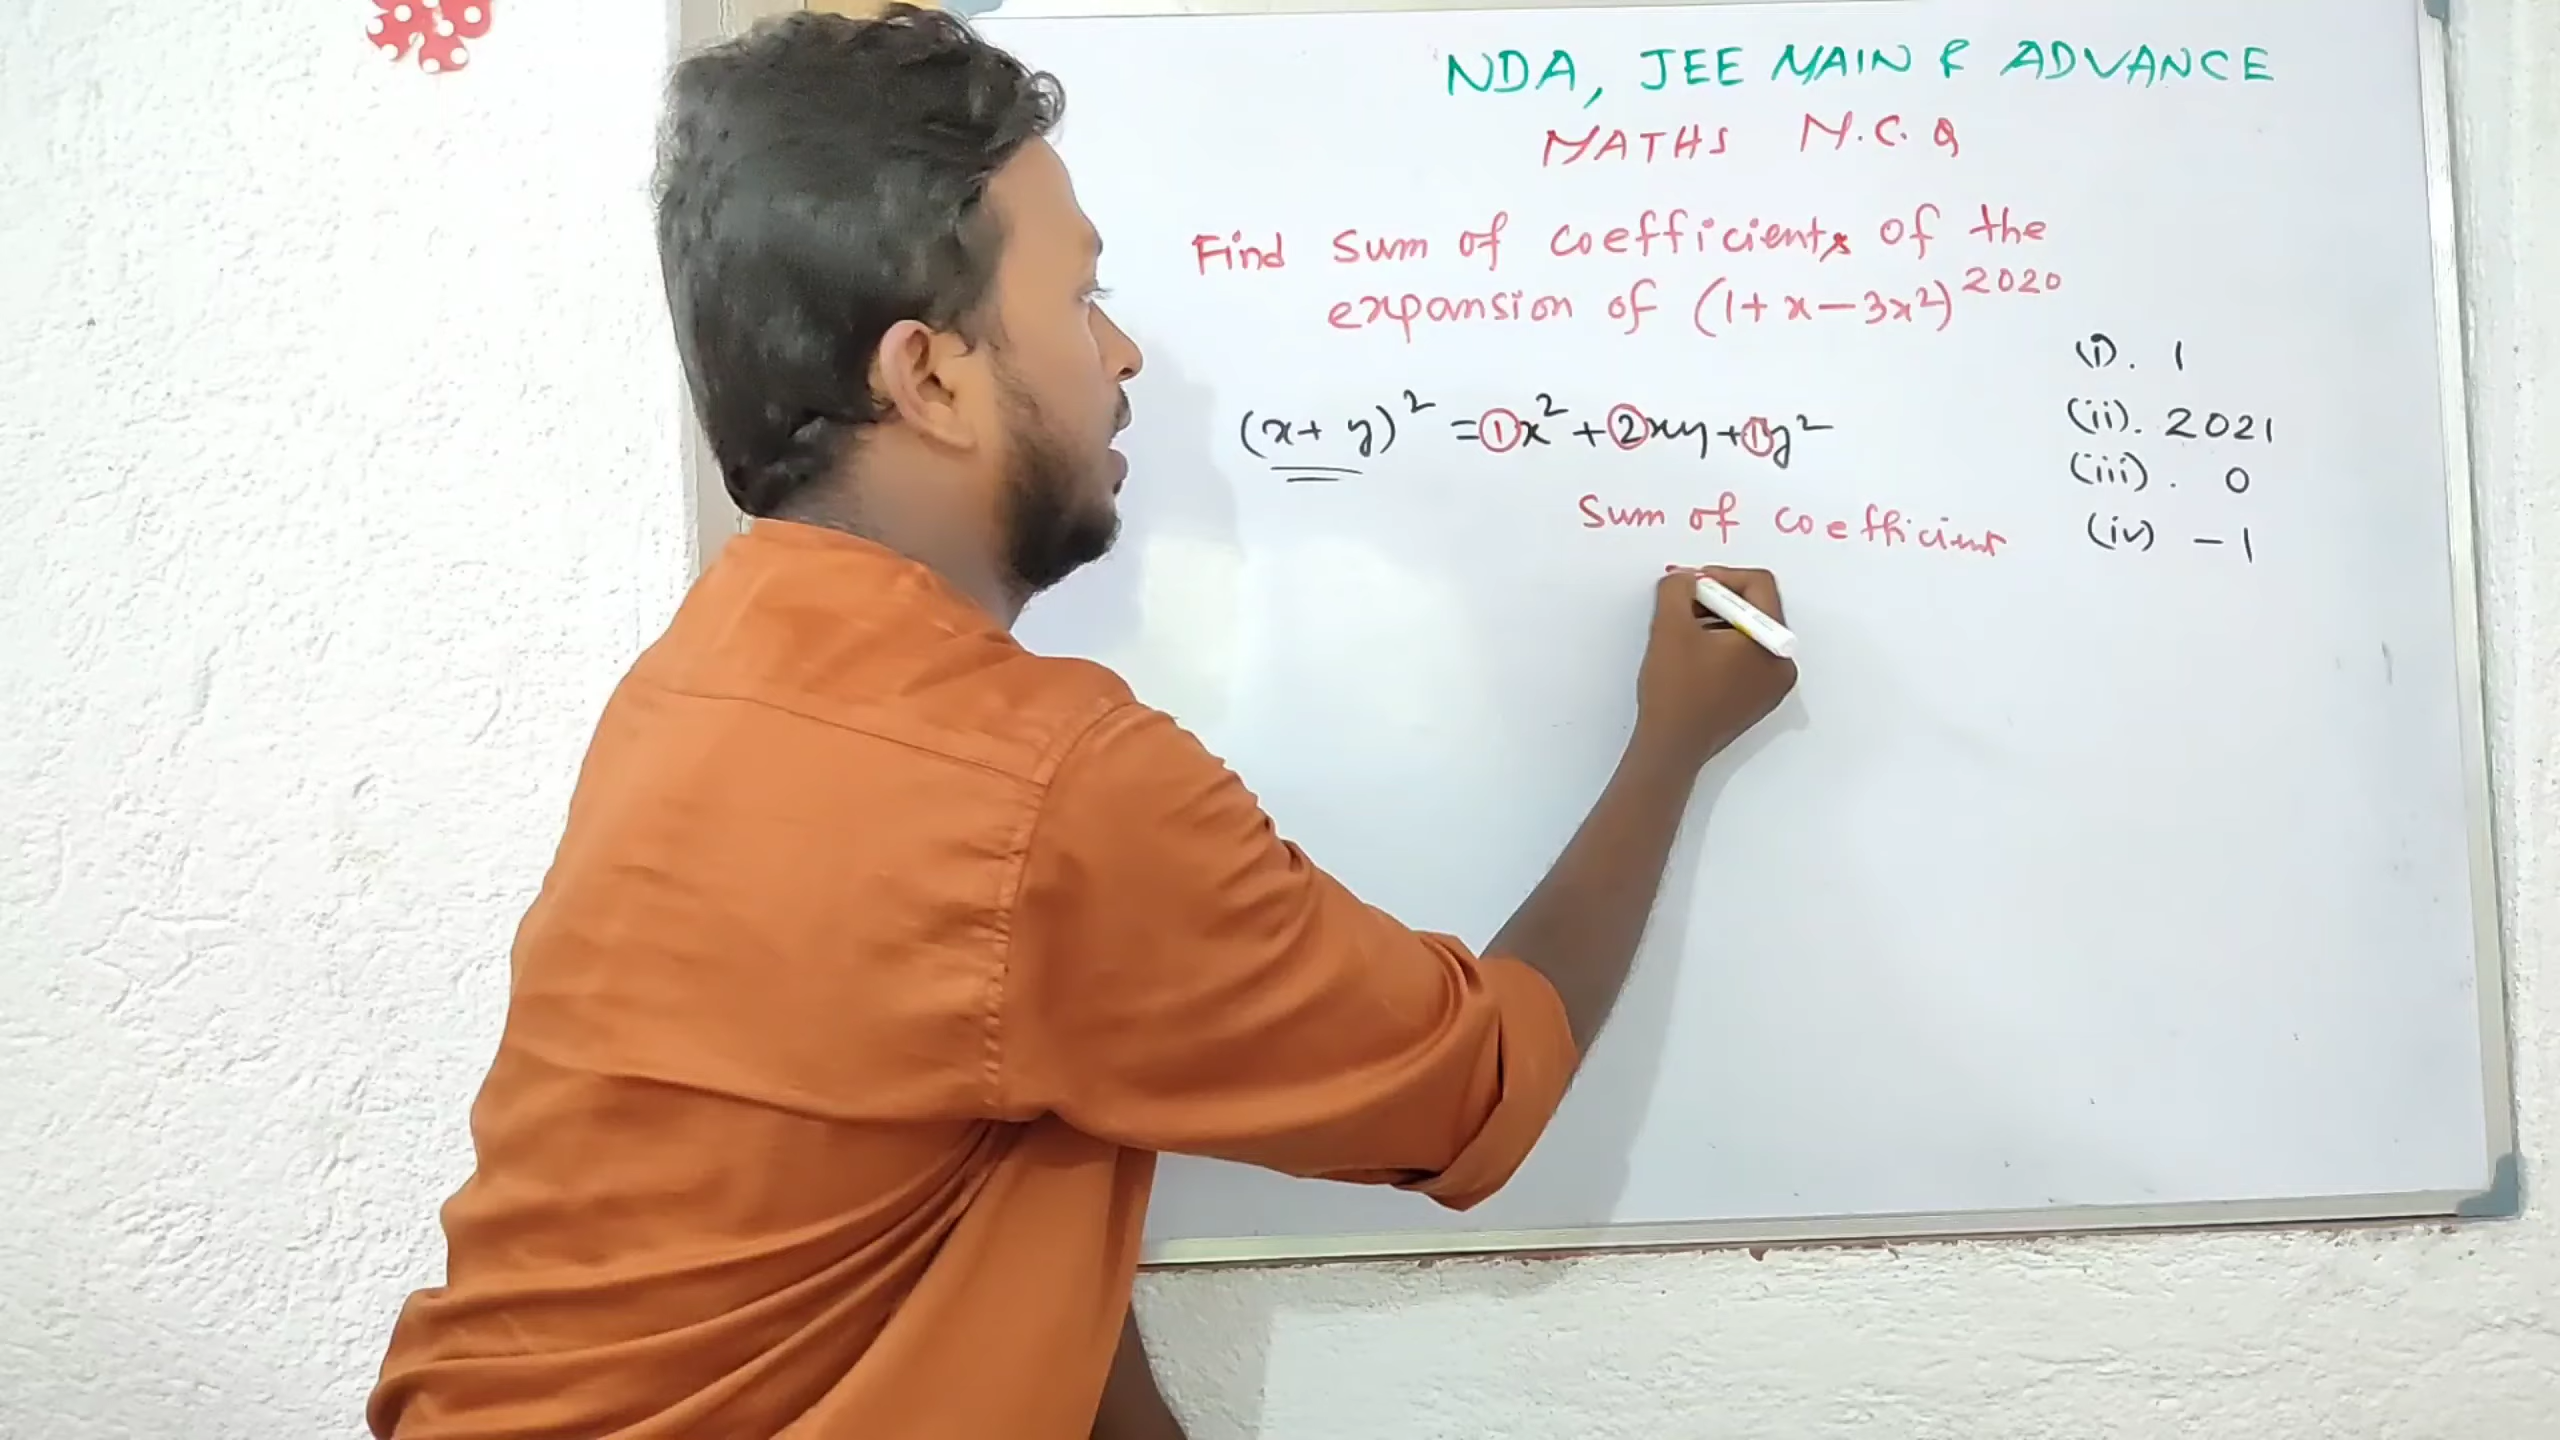 NDA, JEE MAIN & ADVANCE
MATHS M.C.Q
Find Sum of coefficients of the
expansion of (1+x-3x²)²⁰²⁰
(i). 1
(ii). 2021
(iii). 0
(iv) -1
(x+y)² = 1x² + 2xy + 1y²
Sum of coefficient